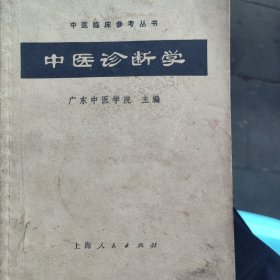 中医临床参考丛书
中医诊断学
广东中医学院 主编
上海人民出版社